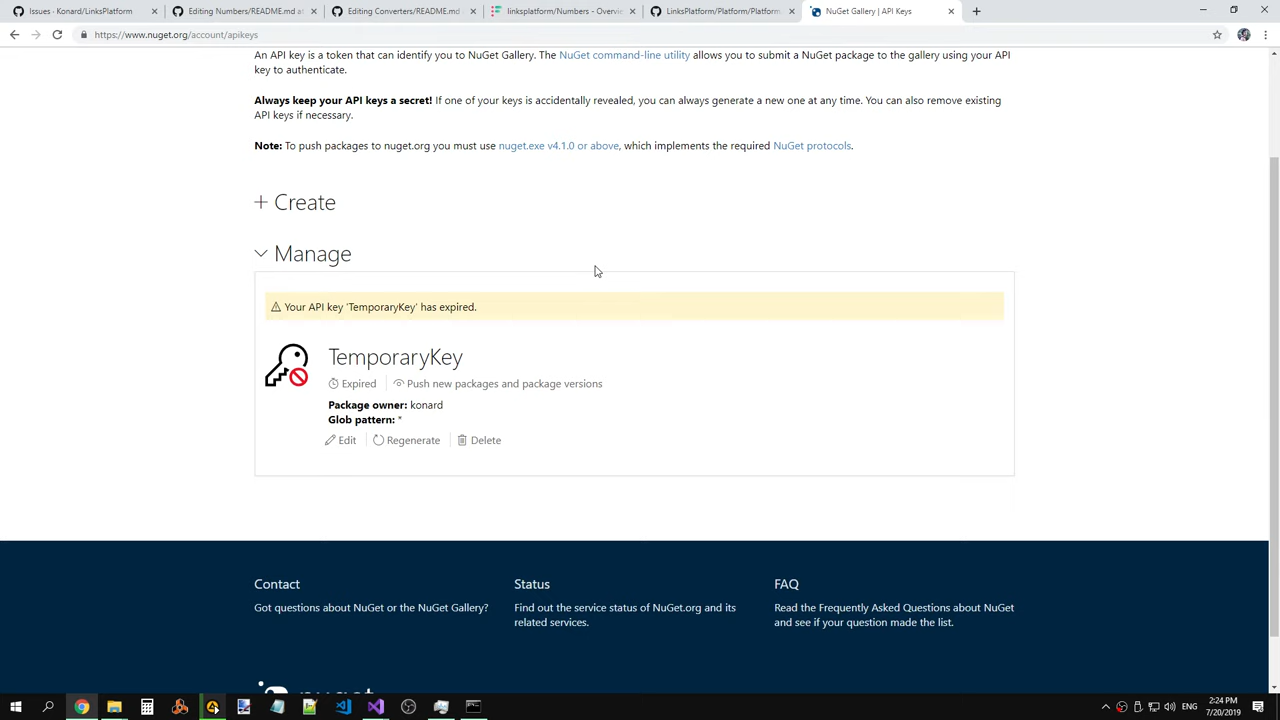 Issues · Konard/LinksPlatform
Editing Numbers/README.md a
Editing Converters/README.md
linksplatform/Numbers - Overvie
LinksPlatform/Platform/Platform.
NuGet Gallery | API Keys
https://www.nuget.org/account/apikeys
An API key is a token that can identify you to NuGet Gallery. The NuGet command-line utility allows you to submit a NuGet package to the gallery using your API
key to authenticate.
Always keep your API keys a secret! If one of your keys is accidentally revealed, you can always generate a new one at any time. You can also remove existing
API keys if necessary.
Note: To push packages to nuget.org you must use nuget.exe v4.1.0 or above, which implements the required NuGet protocols.
Create
Manage
Your API key 'TemporaryKey' has expired.
TemporaryKey
Expired
Push new packages and package versions
Package owner: konard
Glob pattern: *
Edit
Regenerate
Delete
Contact
Status
FAQ
Got questions about NuGet or the NuGet Gallery?
Find out the service status of NuGet.org and its
related services.
Read the Frequently Asked Questions about NuGet
and see if your question made the list.
nuget
ENG
2:24 PM
7/20/2019